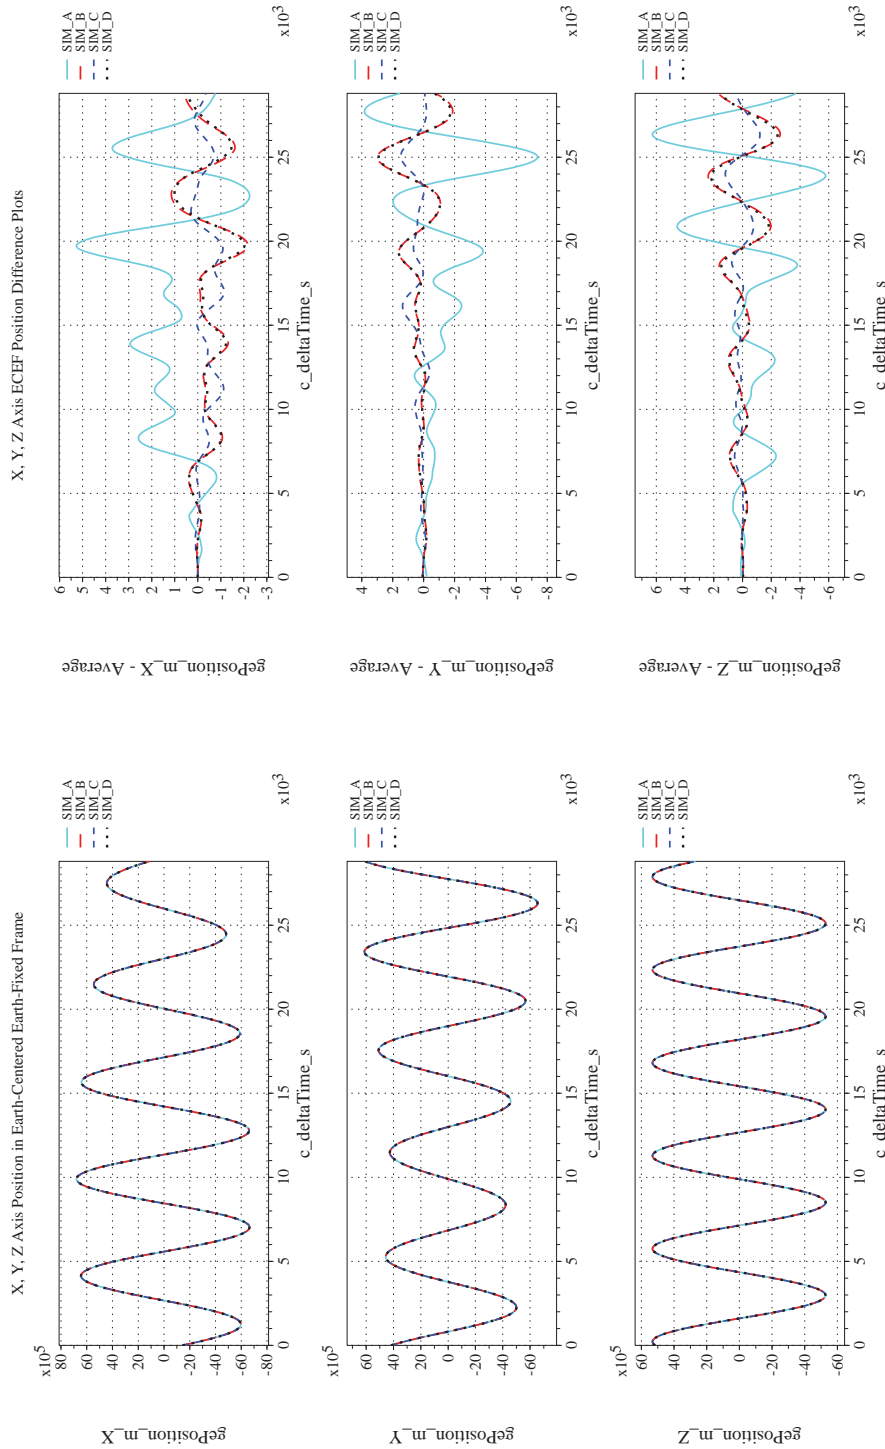 X, Y, Z Axis Position in Earth-Centered Earth-Fixed Frame
x10^5
80
60
40
20
0
-20
-40
-60
-80
gePosition_m_X
0 5 10 15 20 25
x10^3
c_deltaTime_s
SIM_A
SIM_B
SIM_C
SIM_D
x10^5
60
40
20
0
-20
-40
-60
gePosition_m_Y
0 5 10 15 20 25
x10^3
c_deltaTime_s
SIM_A
SIM_B
SIM_C
SIM_D
x10^5
60
40
20
0
-20
-40
-60
gePosition_m_Z
0 5 10 15 20 25
x10^3
c_deltaTime_s
SIM_A
SIM_B
SIM_C
SIM_D
X, Y, Z Axis ECEF Position Difference Plots
6
5
4
3
2
1
0
-1
-2
-3
gePosition_m_X - Average
0 5 10 15 20 25
x10^3
c_deltaTime_s
SIM_A
SIM_B
SIM_C
SIM_D
4
2
0
-2
-4
-6
-8
gePosition_m_Y - Average
0 5 10 15 20 25
x10^3
c_deltaTime_s
SIM_A
SIM_B
SIM_C
SIM_D
6
4
2
0
-2
-4
-6
gePosition_m_Z - Average
0 5 10 15 20 25
x10^3
c_deltaTime_s
SIM_A
SIM_B
SIM_C
SIM_D